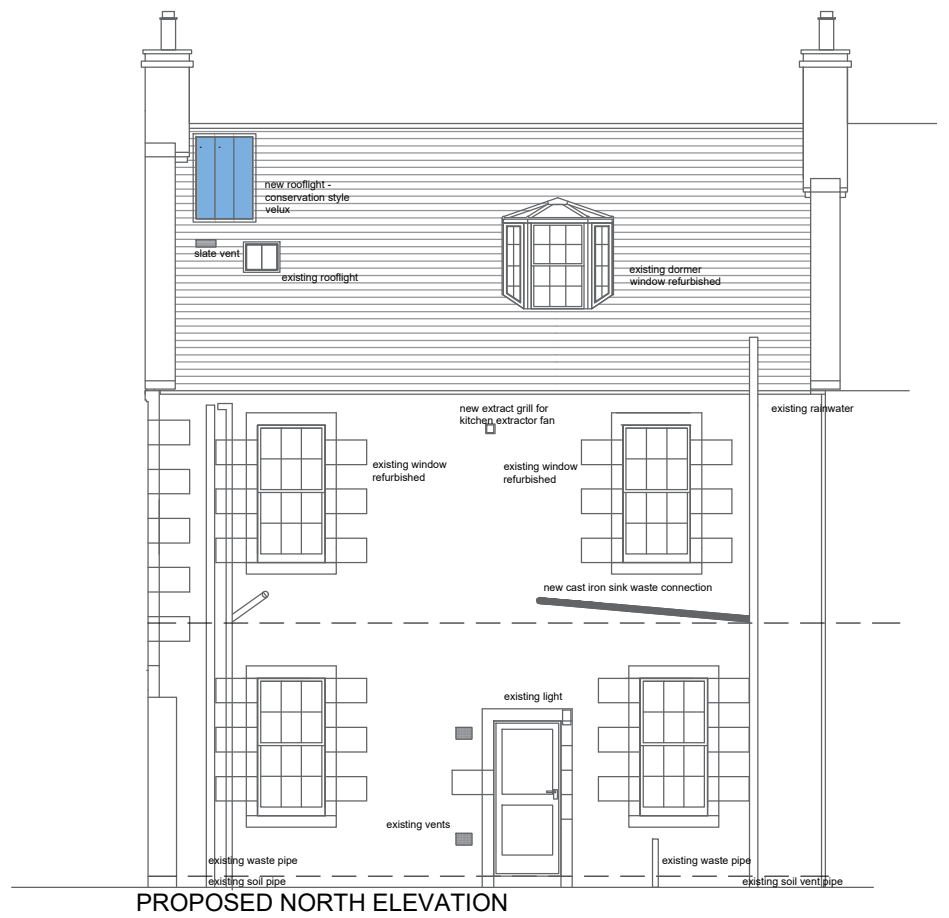 new rooflight -
conservation style
velux
slate vent
existing rooflight
existing dormer
window refurbished
new extract grill for
kitchen extractor fan
existing rainwater
existing window
refurbished
existing window
refurbished
new cast iron sink waste connection
existing light
existing vents
existing waste pipe
existing waste pipe
existing soil pipe
existing soil vent pipe
PROPOSED NORTH ELEVATION